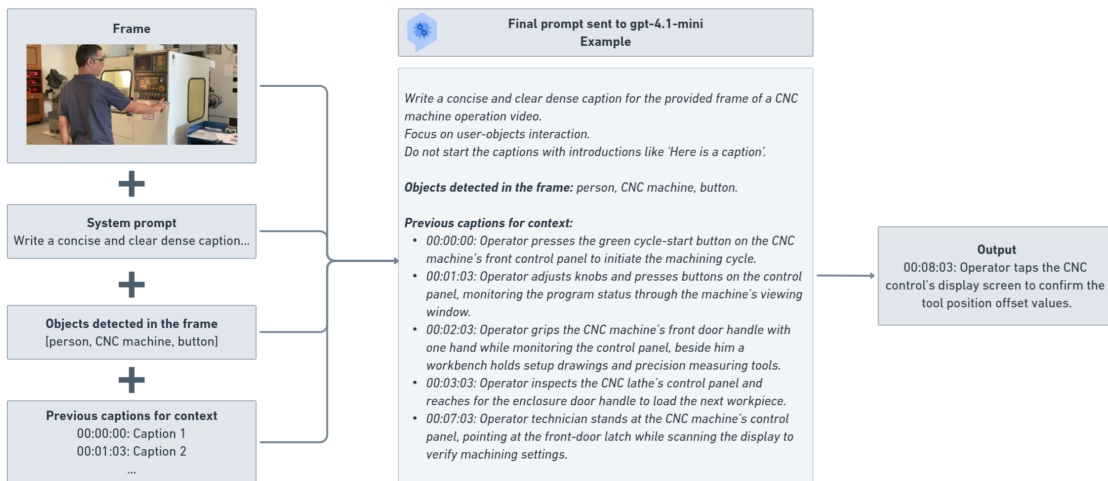 Frame
System prompt
Write a concise and clear dense caption...
Objects detected in the frame
[person, CNC machine, button]
Previous captions for context
00:00:00: Caption 1
00:01:03: Caption 2
...
Final prompt sent to gpt-4.1-mini
Example
Write a concise and clear dense caption for the provided frame of a CNC
machine operation video.
Focus on user-objects interaction.
Do not start the captions with introductions like ‘Here is a caption’.
Objects detected in the frame: person, CNC machine, button.
Previous captions for context:
• 00:00:00: Operator presses the green cycle-start button on the CNC
machine’s front control panel to initiate the machining cycle.
• 00:01:03: Operator adjusts knobs and presses buttons on the control
panel, monitoring the program status through the machine’s viewing
window.
• 00:02:03: Operator grips the CNC machine’s front door handle with
one hand while monitoring the control panel, beside him a
workbench holds setup drawings and precision measuring tools.
• 00:03:03: Operator inspects the CNC lathe’s control panel and
reaches for the enclosure door handle to load the next workpiece.
• 00:07:03: Operator technician stands at the CNC machine’s control
panel, pointing at the front-door latch while scanning the display to
verify machining settings.
Output
00:08:03: Operator taps the CNC
control’s display screen to confirm the
tool position offset values.